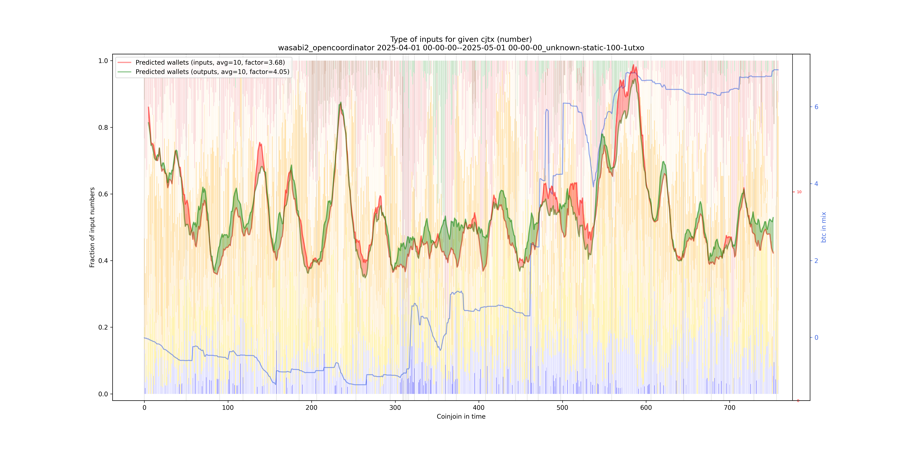 Type of inputs for given cjtx (number)
wasabi2_opencoordinator 2025-04-01 00-00-00--2025-05-01 00-00-00_unknown-static-100-1utxo
Predicted wallets (inputs, avg=10, factor=3.68)
Predicted wallets (outputs, avg=10, factor=4.05)
Fraction of input numbers
1.0
0.8
0.6
0.4
0.2
0.0
0 100 200 300 400 500 600 700
Coinjoin in time
6
4
2
0
btc in mix